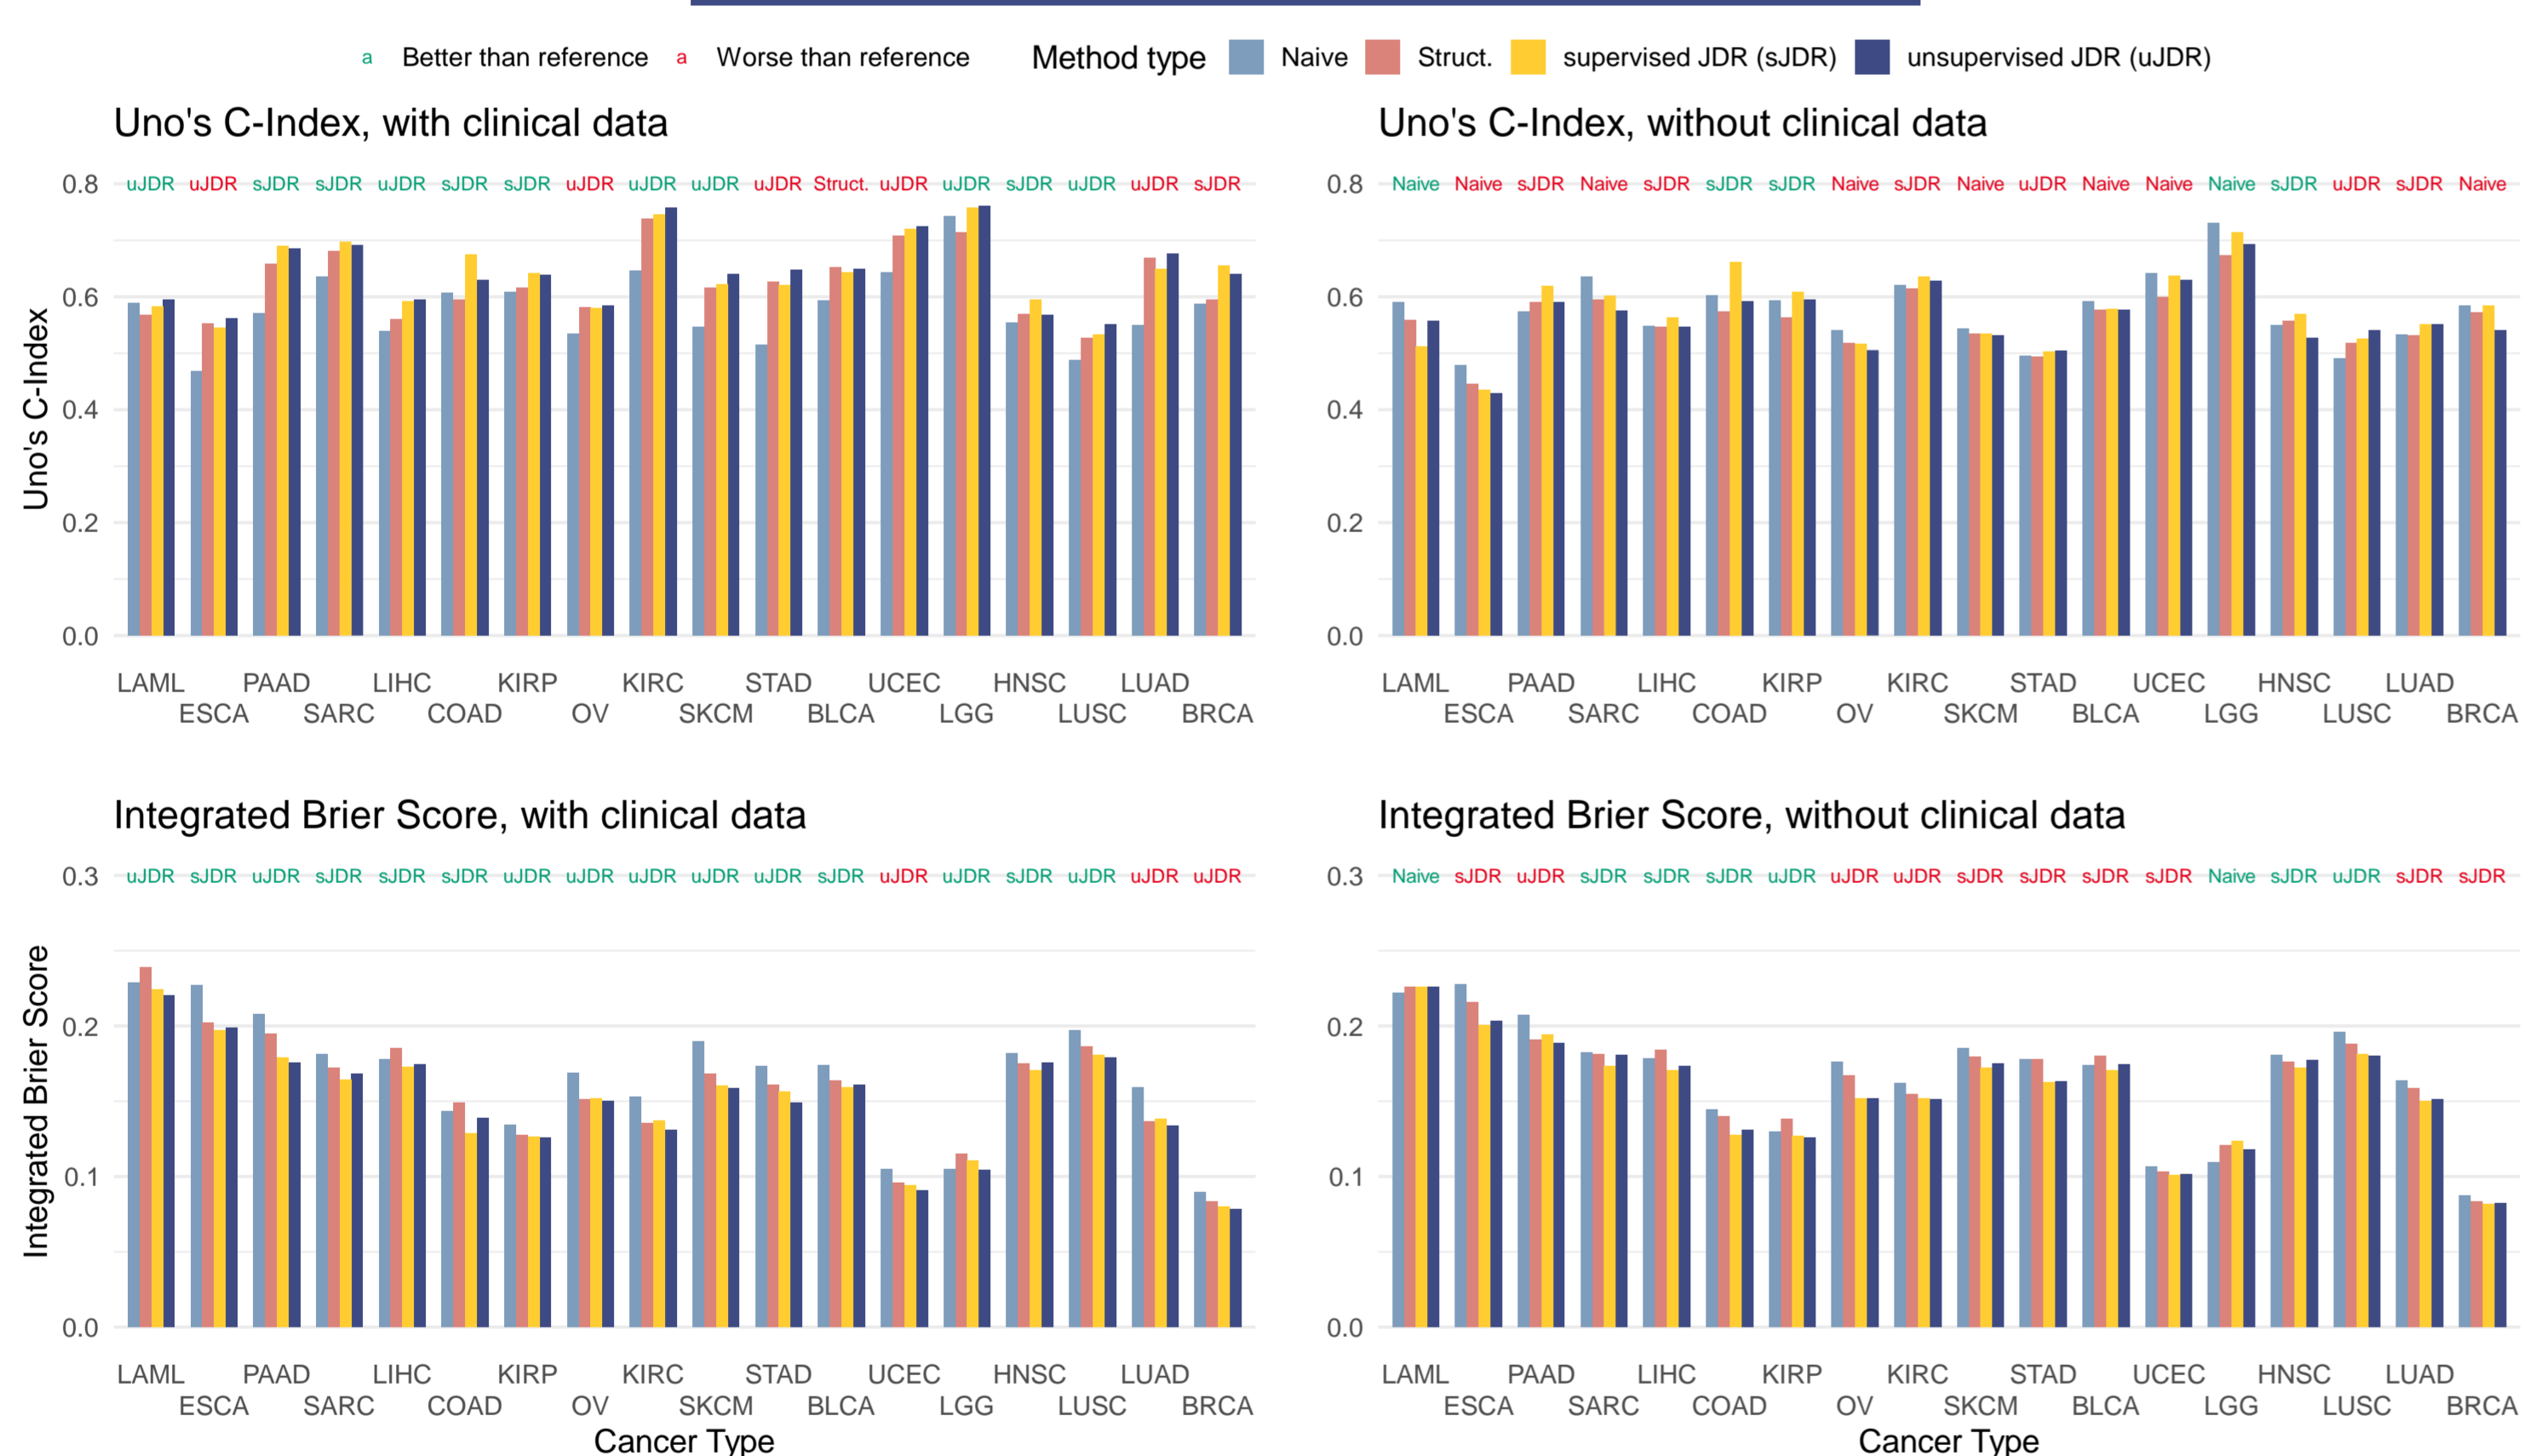 a Better than reference a Worse than reference Method type Naive Struct. supervised JDR (sJDR) unsupervised JDR (uJDR)
Uno's C-Index, with clinical data
0.8 uJDR uJDR sJDR sJDR uJDR sJDR sJDR uJDR uJDR uJDR uJDR Struct. uJDR uJDR sJDR uJDR uJDR sJDR
0.6
0.4
0.2
0.0
Uno's C-Index
LAML PAAD LIHC KIRP KIRC STAD UCEC HNSC LUAD
ESCA SARC COAD OV SKCM BLCA LGG LUSC BRCA
Uno's C-Index, without clinical data
0.8 Naive Naive sJDR Naive sJDR sJDR sJDR Naive sJDR Naive uJDR Naive Naive Naive sJDR uJDR sJDR Naive
0.6
0.4
0.2
0.0
LAML PAAD LIHC KIRP KIRC STAD UCEC HNSC LUAD
ESCA SARC COAD OV SKCM BLCA LGG LUSC BRCA
Integrated Brier Score, with clinical data
0.3 uJDR sJDR uJDR sJDR sJDR sJDR uJDR uJDR uJDR uJDR uJDR sJDR uJDR uJDR sJDR uJDR uJDR uJDR
0.2
0.1
0.0
Integrated Brier Score
LAML PAAD LIHC KIRP KIRC STAD UCEC HNSC LUAD
ESCA SARC COAD OV SKCM BLCA LGG LUSC BRCA
Cancer Type
Integrated Brier Score, without clinical data
0.3 Naive sJDR uJDR sJDR sJDR sJDR uJDR uJDR uJDR sJDR sJDR sJDR sJDR Naive sJDR uJDR sJDR sJDR
0.2
0.1
0.0
LAML PAAD LIHC KIRP KIRC STAD UCEC HNSC LUAD
ESCA SARC COAD OV SKCM BLCA LGG LUSC BRCA
Cancer Type